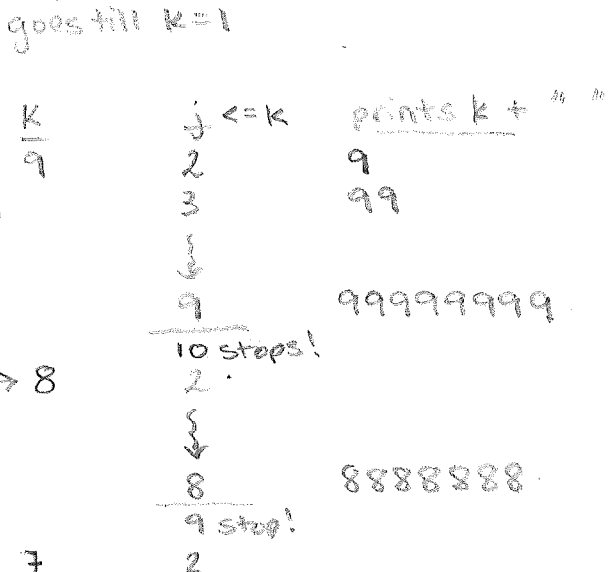 goes till k=1
K j <=k prints k + " "
9 2 9
3 99
9 99999999
10 stops!
→ 8 2
8 8888888
9 stop!
7 2